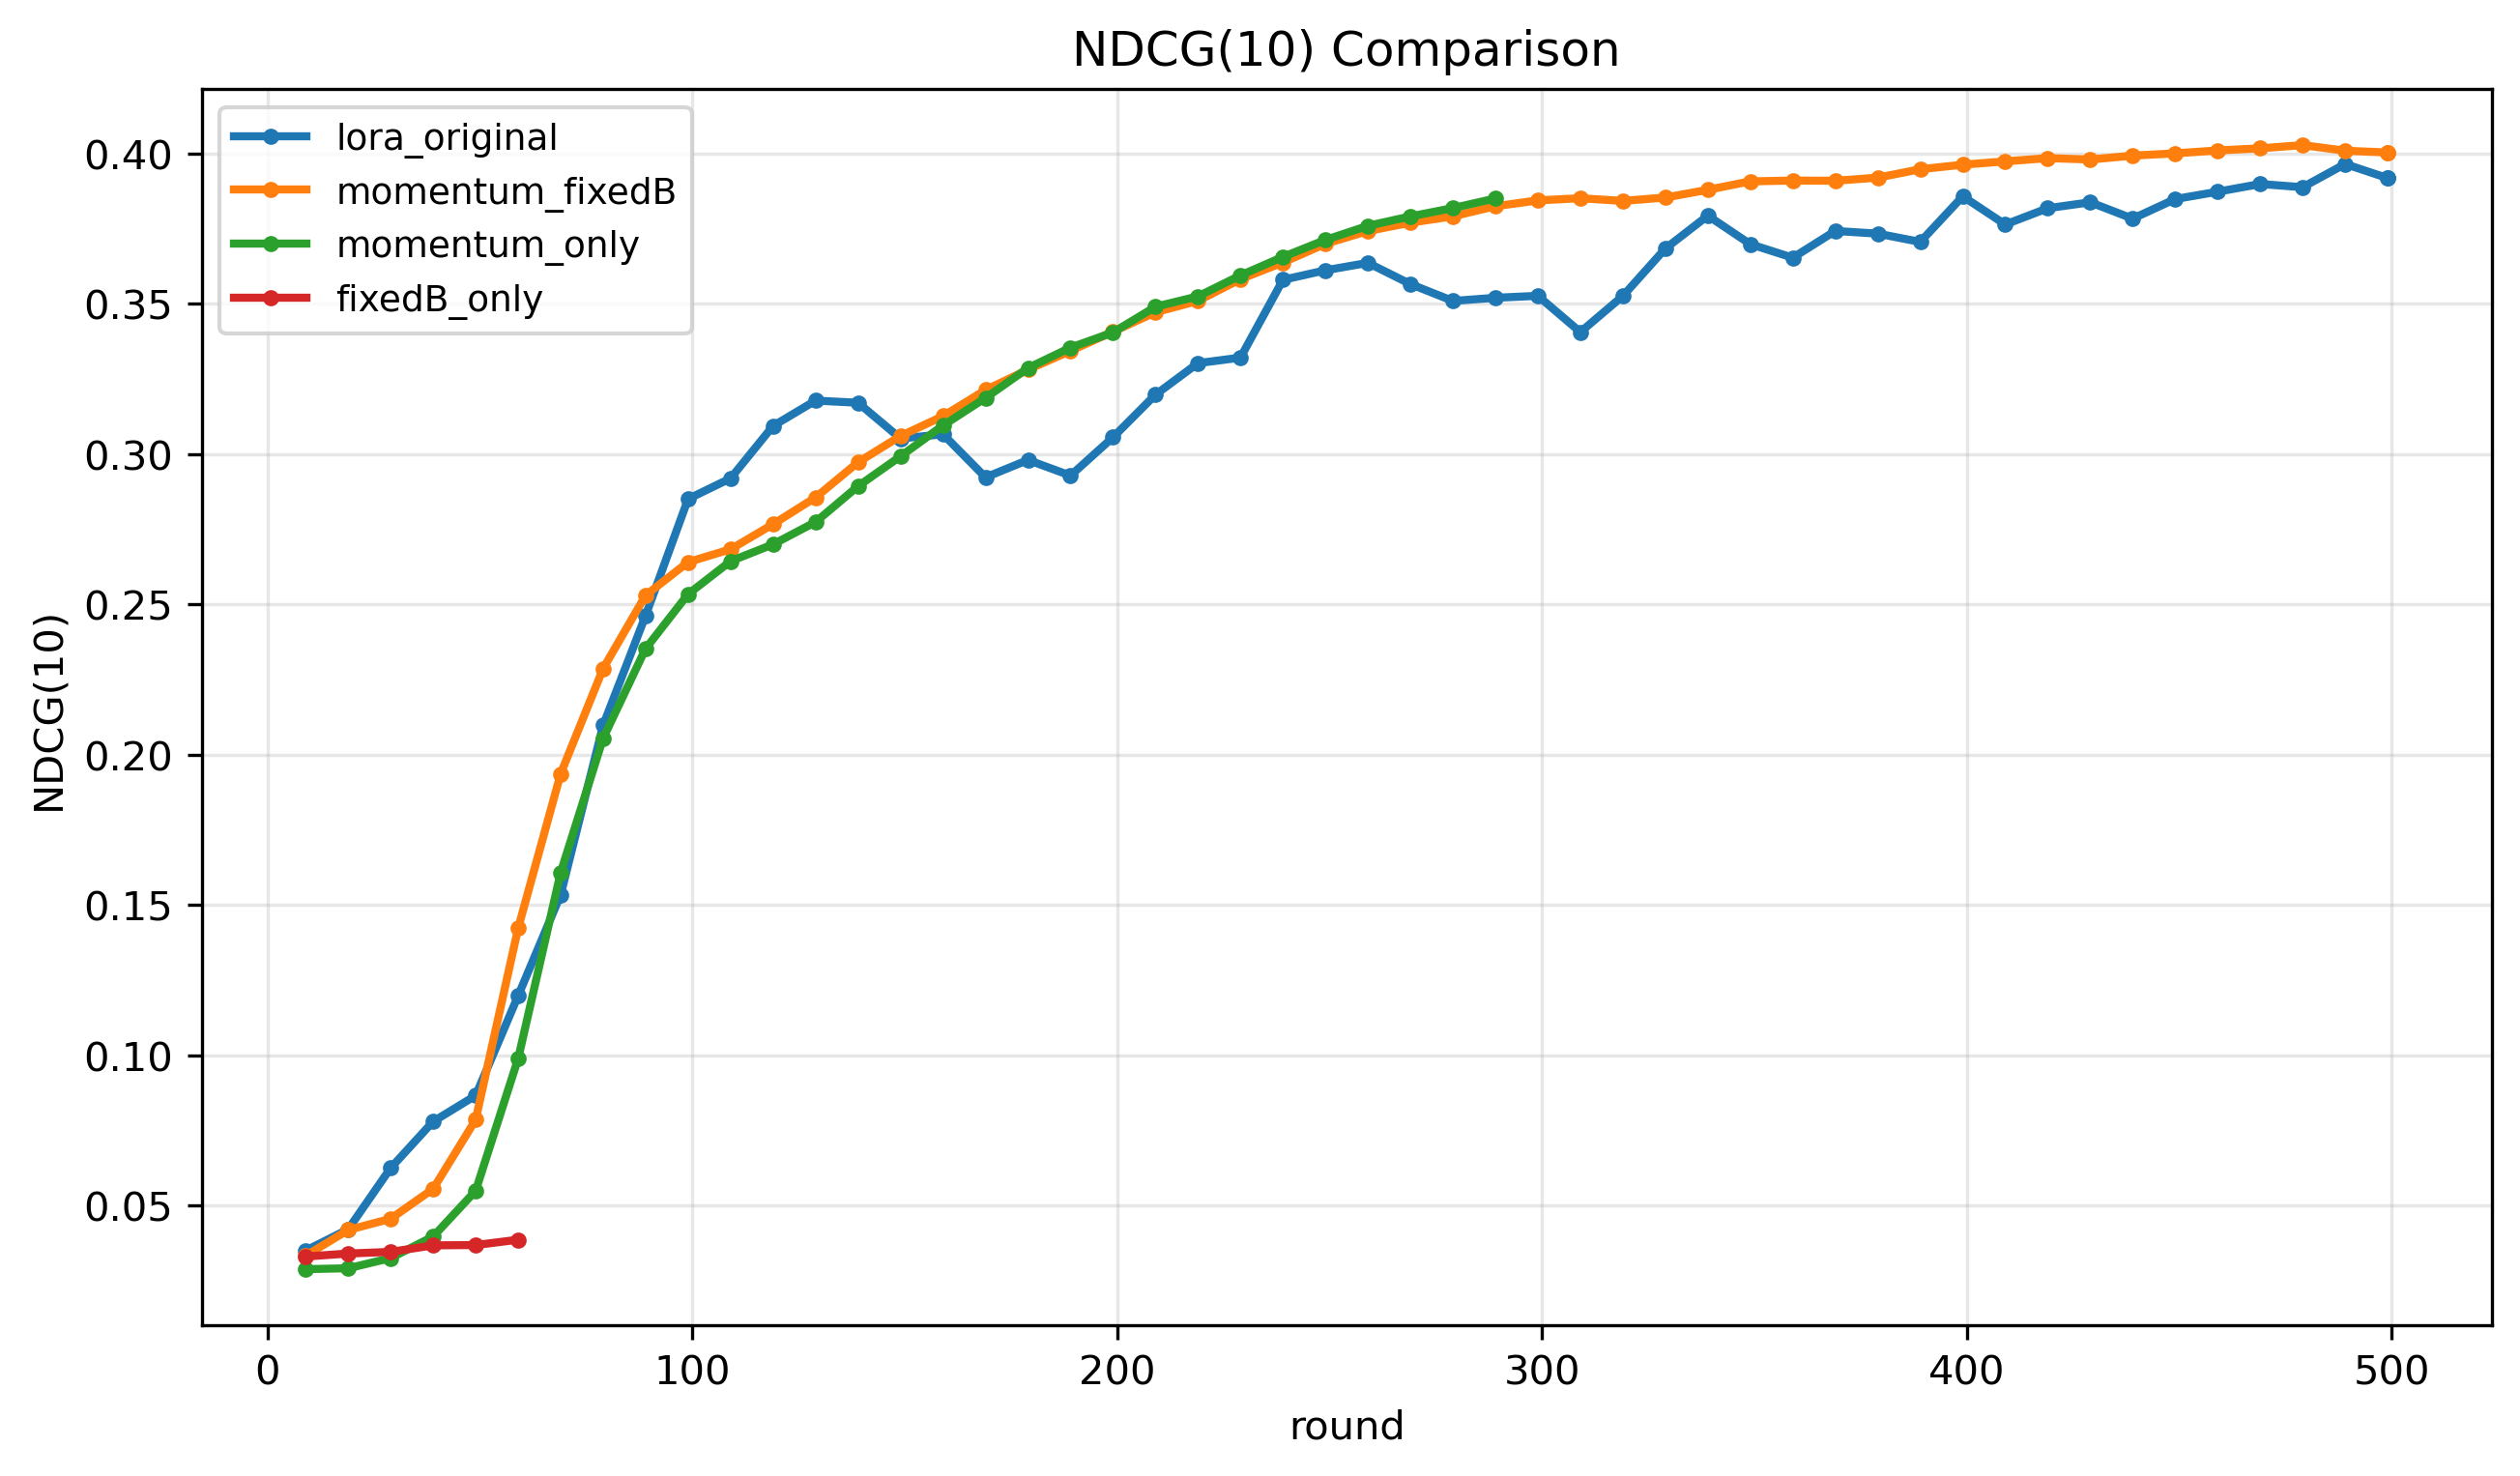 NDCG(10) Comparison
lora_original
momentum_fixedB
momentum_only
fixedB_only
NDCG(10)
0.40
0.35
0.30
0.25
0.20
0.15
0.10
0.05
0 100 200 300 400 500
round